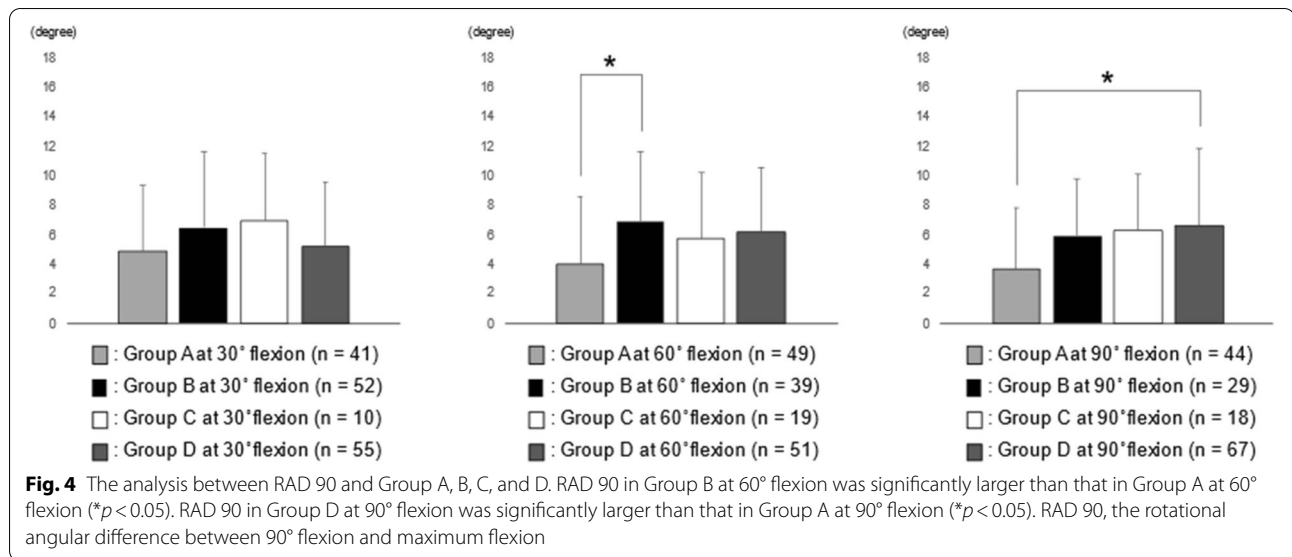 (degree)
18
16
14
12
10
8
6
4
2
0
: Group A at 30° flexion (n = 41)
: Group B at 30° flexion (n = 52)
: Group C at 30° flexion (n = 10)
: Group D at 30° flexion (n = 55)
(degree)
18
16
14
12
10
8
6
4
2
0
*
: Group A at 60° flexion (n = 49)
: Group B at 60° flexion (n = 39)
: Group C at 60° flexion (n = 19)
: Group D at 60° flexion (n = 51)
(degree)
18
16
14
12
10
8
6
4
2
0
*
: Group A at 90° flexion (n = 44)
: Group B at 90° flexion (n = 29)
: Group C at 90° flexion (n = 18)
: Group D at 90° flexion (n = 67)
Fig. 4 The analysis between RAD 90 and Group A, B, C, and D. RAD 90 in Group B at 60° flexion was significantly larger than that in Group A at 60°
flexion (*p < 0.05). RAD 90 in Group D at 90° flexion was significantly larger than that in Group A at 90° flexion (*p < 0.05). RAD 90, the rotational
angular difference between 90° flexion and maximum flexion